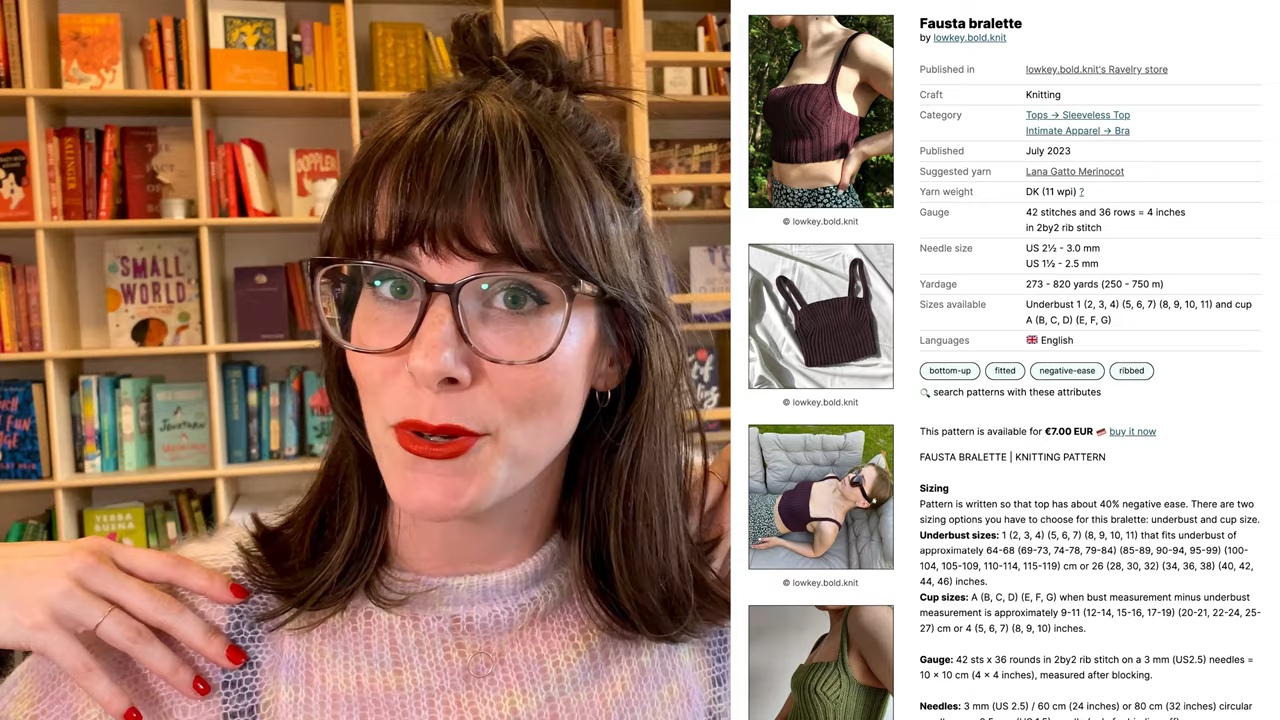 SALINGER
THE
SMALL
WORLD
YERBA
BUENA
Fausta bralette
by lowkey.bold.knit
Published in lowkey.bold.knit's Ravelry store
Craft Knitting
Category Tops → Sleeveless Top
Intimate Apparel → Bra
Published July 2023
Suggested yarn Lana Gatto Merinocot
Yarn weight DK (11 wpi) ?
Gauge 42 stitches and 36 rows = 4 inches
in 2by2 rib stitch
Needle size US 2½ - 3.0 mm
US 1½ - 2.5 mm
Yardage 273 - 820 yards (250 - 750 m)
Sizes available Underbust 1 (2, 3, 4) (5, 6, 7) (8, 9, 10, 11) and cup
A (B, C, D) (E, F, G)
Languages English
bottom-up fitted negative-ease ribbed
search patterns with these attributes
This pattern is available for €7.00 EUR buy it now
FAUSTA BRALETTE | KNITTING PATTERN
Sizing
Pattern is written so that top has about 40% negative ease. There are two
sizing options you have to choose for this bralette: underbust and cup size.
Underbust sizes: 1 (2, 3, 4) (5, 6, 7) (8, 9, 10, 11) that fits underbust of
approximately 64-68 (69-73, 74-78, 79-84) (85-89, 90-94, 95-99) (100-
104, 105-109, 110-114, 115-119) cm or 26 (28, 30, 32) (34, 36, 38) (40, 42,
44, 46) inches.
Cup sizes: A (B, C, D) (E, F, G) when bust measurement minus underbust
measurement is approximately 9-11 (12-14, 15-16, 17-19) (20-21, 22-24, 25-
27) cm or 4 (5, 6, 7) (8, 9, 10) inches.
Gauge: 42 sts x 36 rounds in 2by2 rib stitch on a 3 mm (US2.5) needles =
10 × 10 cm (4 × 4 inches), measured after blocking.
Needles: 3 mm (US 2.5) / 60 cm (24 inches) or 80 cm (32 inches) circular
© lowkey.bold.knit
© lowkey.bold.knit
© lowkey.bold.knit